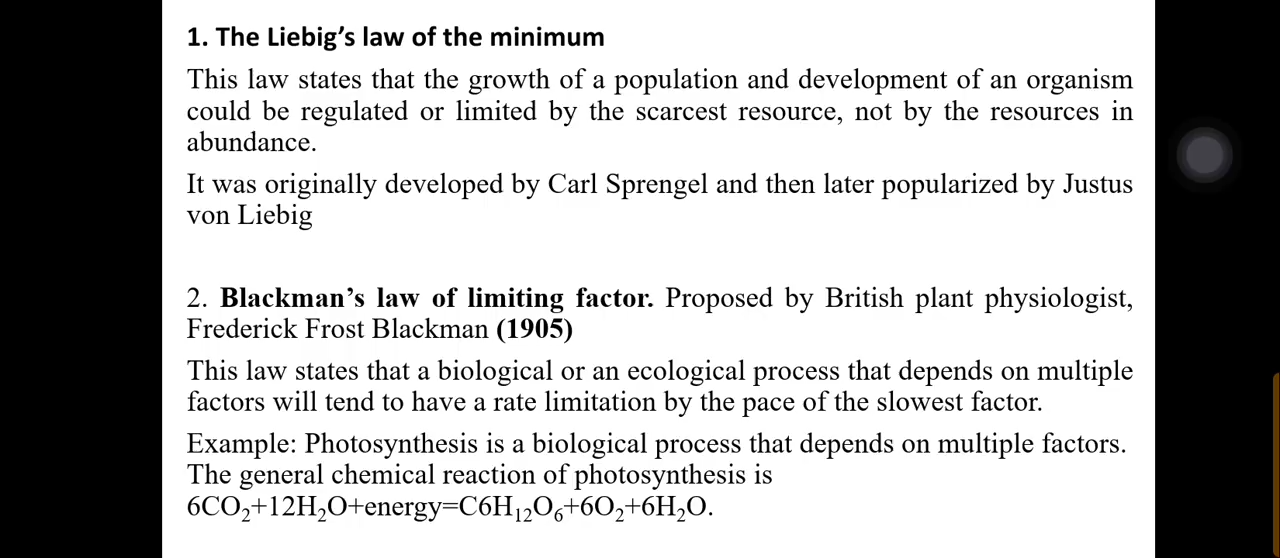 1. The Liebig’s law of the minimum
This law states that the growth of a population and development of an organism
could be regulated or limited by the scarcest resource, not by the resources in
abundance.
It was originally developed by Carl Sprengel and then later popularized by Justus
von Liebig
2. Blackman’s law of limiting factor. Proposed by British plant physiologist,
Frederick Frost Blackman (1905)
This law states that a biological or an ecological process that depends on multiple
factors will tend to have a rate limitation by the pace of the slowest factor.
Example: Photosynthesis is a biological process that depends on multiple factors.
The general chemical reaction of photosynthesis is
6CO₂+12H₂O+energy=C6H₁₂O₆+6O₂+6H₂O.